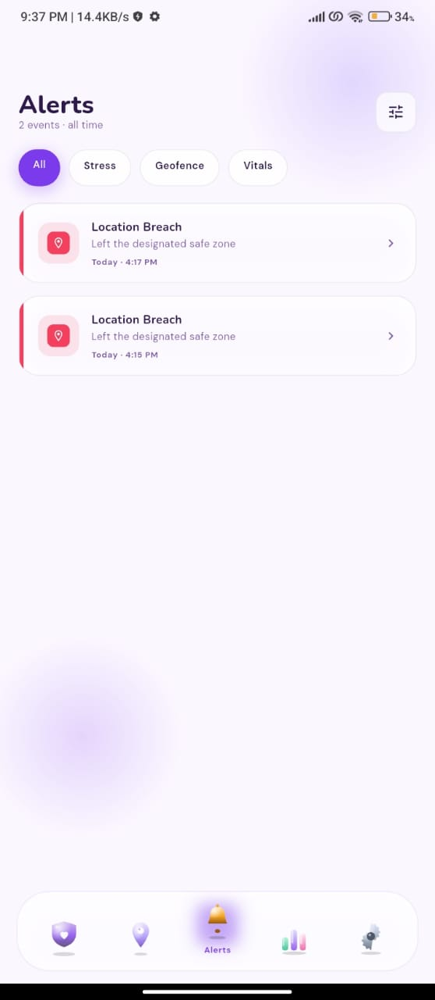 9:37 PM | 14.4KB/s 34%
Alerts
2 events · all time
All Stress Geofence Vitals
Location Breach
Left the designated safe zone
Today · 4:17 PM
Location Breach
Left the designated safe zone
Today · 4:15 PM
Alerts